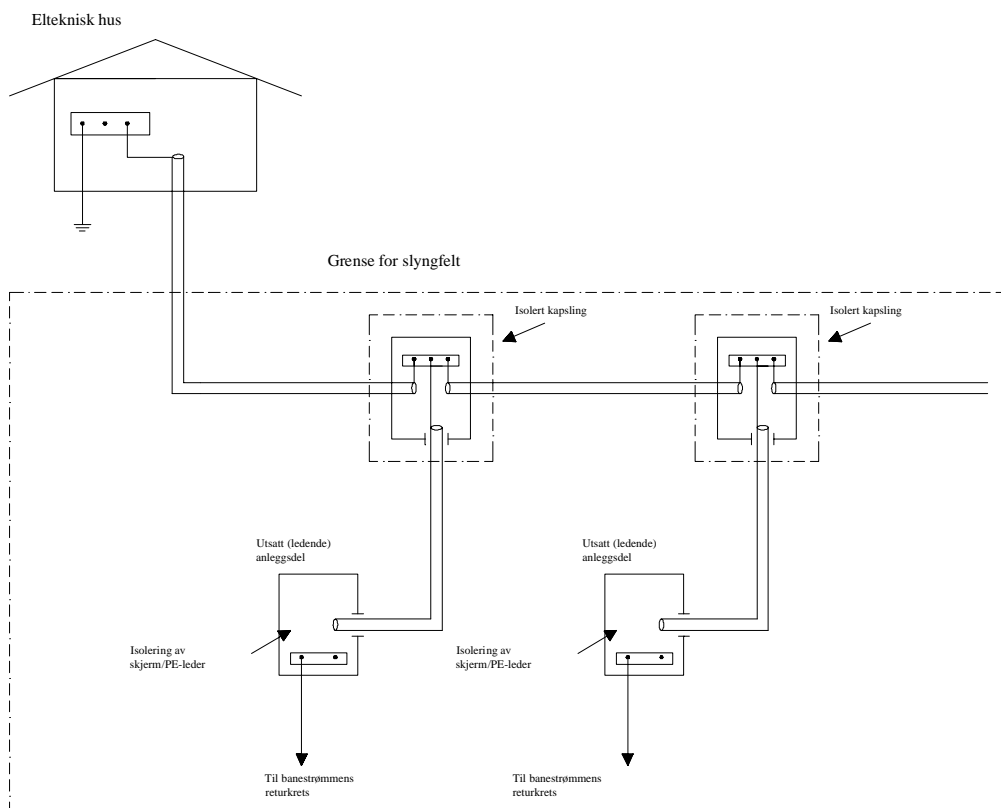 Elteknisk hus
Grense for slyngfelt
Isolert kapsling
Isolert kapsling
Utsatt (ledende)
anleggsdel
Utsatt (ledende)
anleggsdel
Isolering av
skjerm/PE-leder
Isolering av
skjerm/PE-leder
Til banestrømmens
returkrets
Til banestrømmens
returkrets